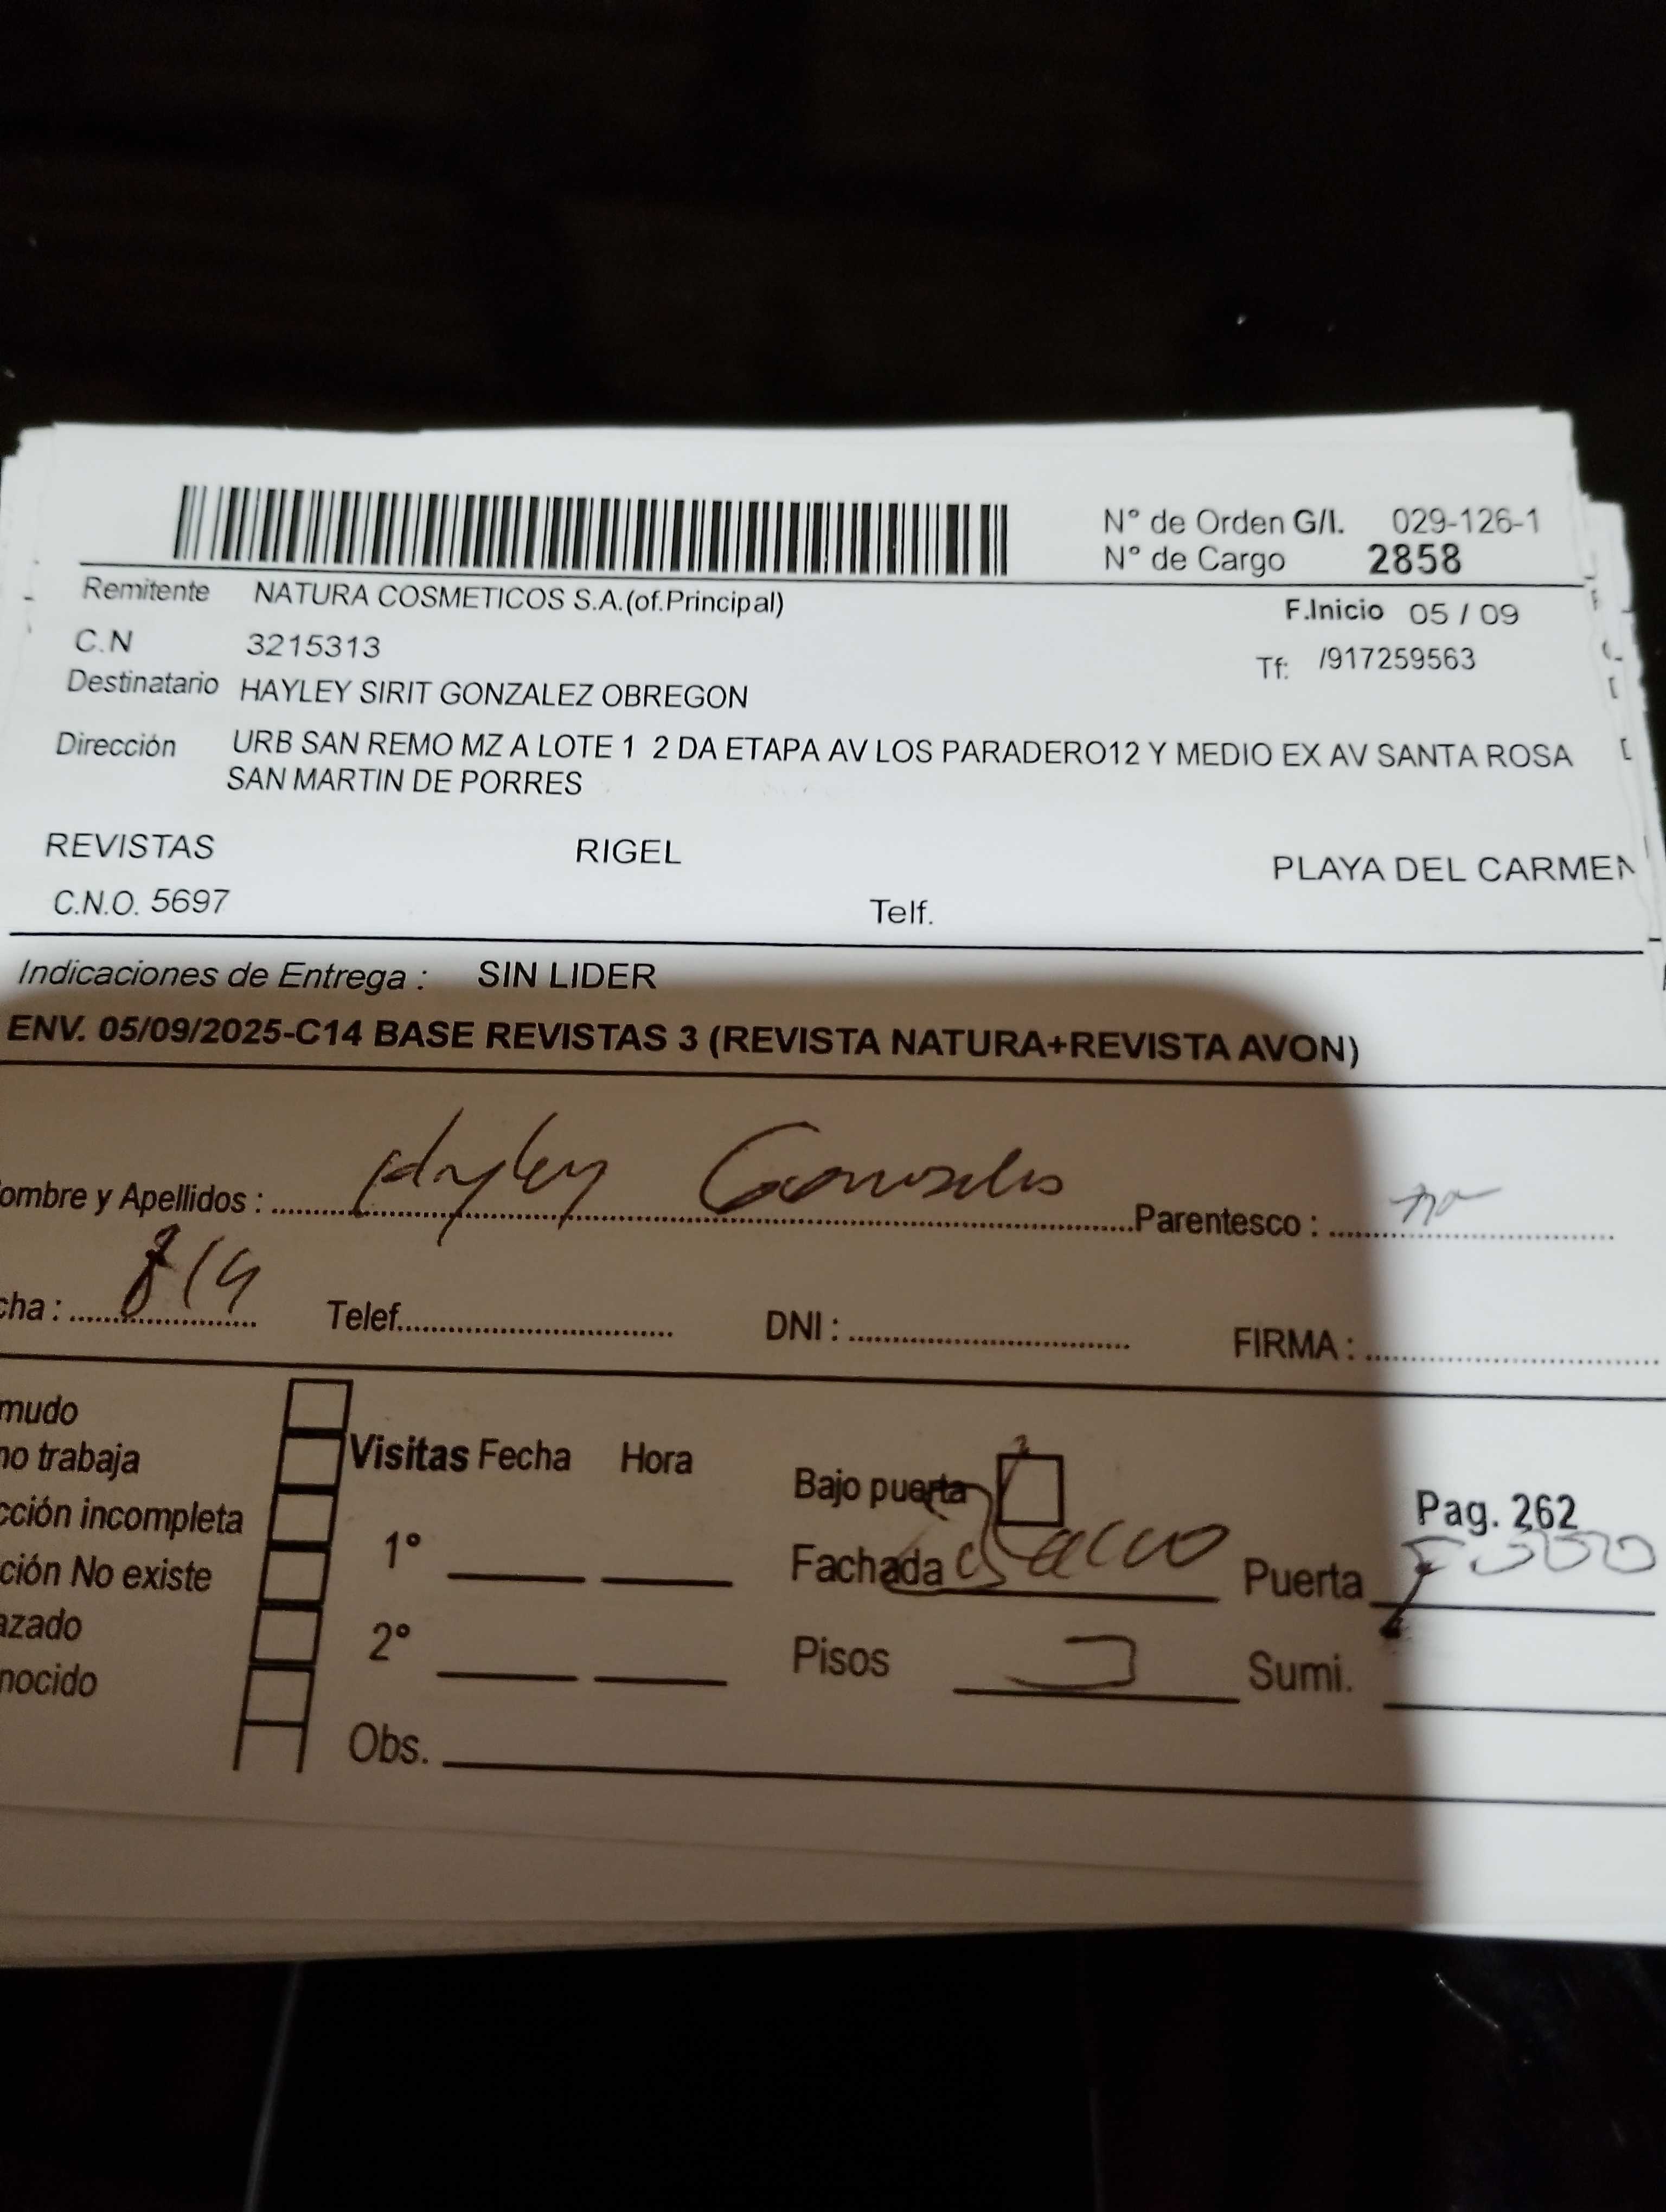 N° de Orden G/I. 029-126-1
N° de Cargo 2858
Remitente NATURA COSMETICOS S.A.(of.Principal)
F.Inicio 05 / 09
C.N 3215313
Tf: /917259563
Destinatario HAYLEY SIRIT GONZALEZ OBREGON
Dirección URB SAN REMO MZ A LOTE 1 2 DA ETAPA AV LOS PARADERO12 Y MEDIO EX AV SANTA ROSA
SAN MARTIN DE PORRES
REVISTAS RIGEL PLAYA DEL CARMEN
C.N.O. 5697 Telf.
Indicaciones de Entrega : SIN LIDER
ENV. 05/09/2025-C14 BASE REVISTAS 3 (REVISTA NATURA+REVISTA AVON)
ombre y Apellidos : Hayley Gonzales Parentesco :
cha : Telef. DNI : FIRMA :
mudo
no trabaja
cción incompleta
ción No existe
azado
nocido
Visitas Fecha Hora
1°
2°
Obs.
Bajo puerta
Pag. 262
Fachada Puerta
Pisos Sumi.